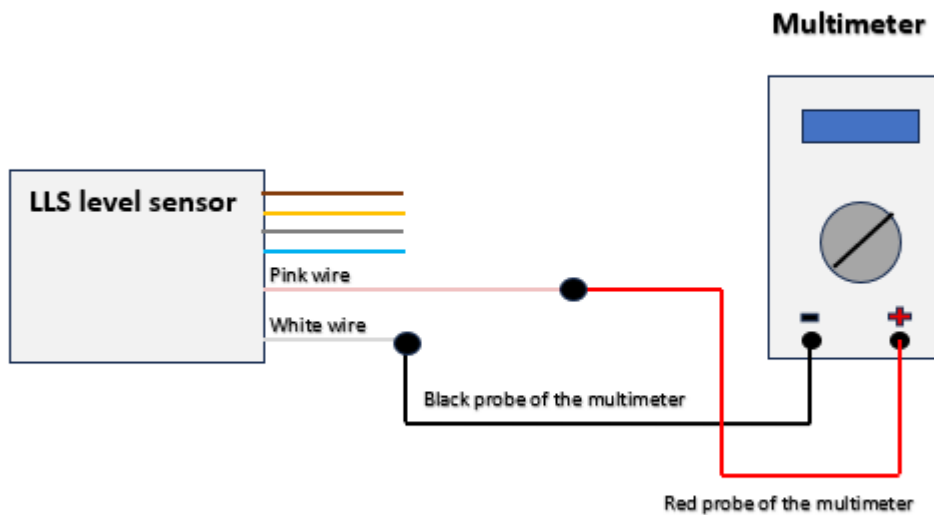 Multimeter
LLS level sensor
Pink wire
White wire
- +
Black probe of the multimeter
Red probe of the multimeter